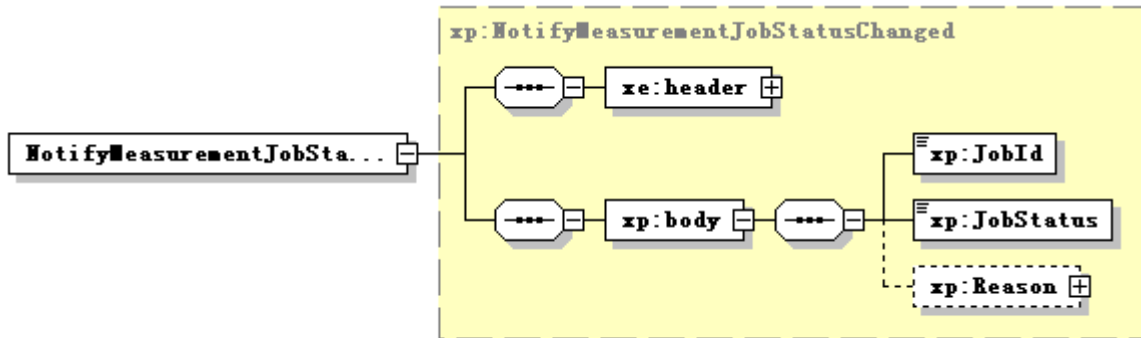 xp:NotifyMeasurementJobStatusChanged
xe:header
NotifyMeasurementJobSta...
xp:JobId
xp:body
xp:JobStatus
xp:Reason